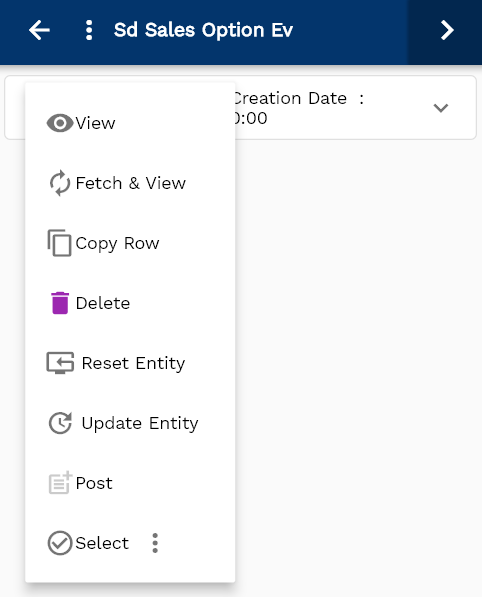 Sd Sales Option Ev
Creation Date :
0:00
View
Fetch & View
Copy Row
Delete
Reset Entity
Update Entity
Post
Select